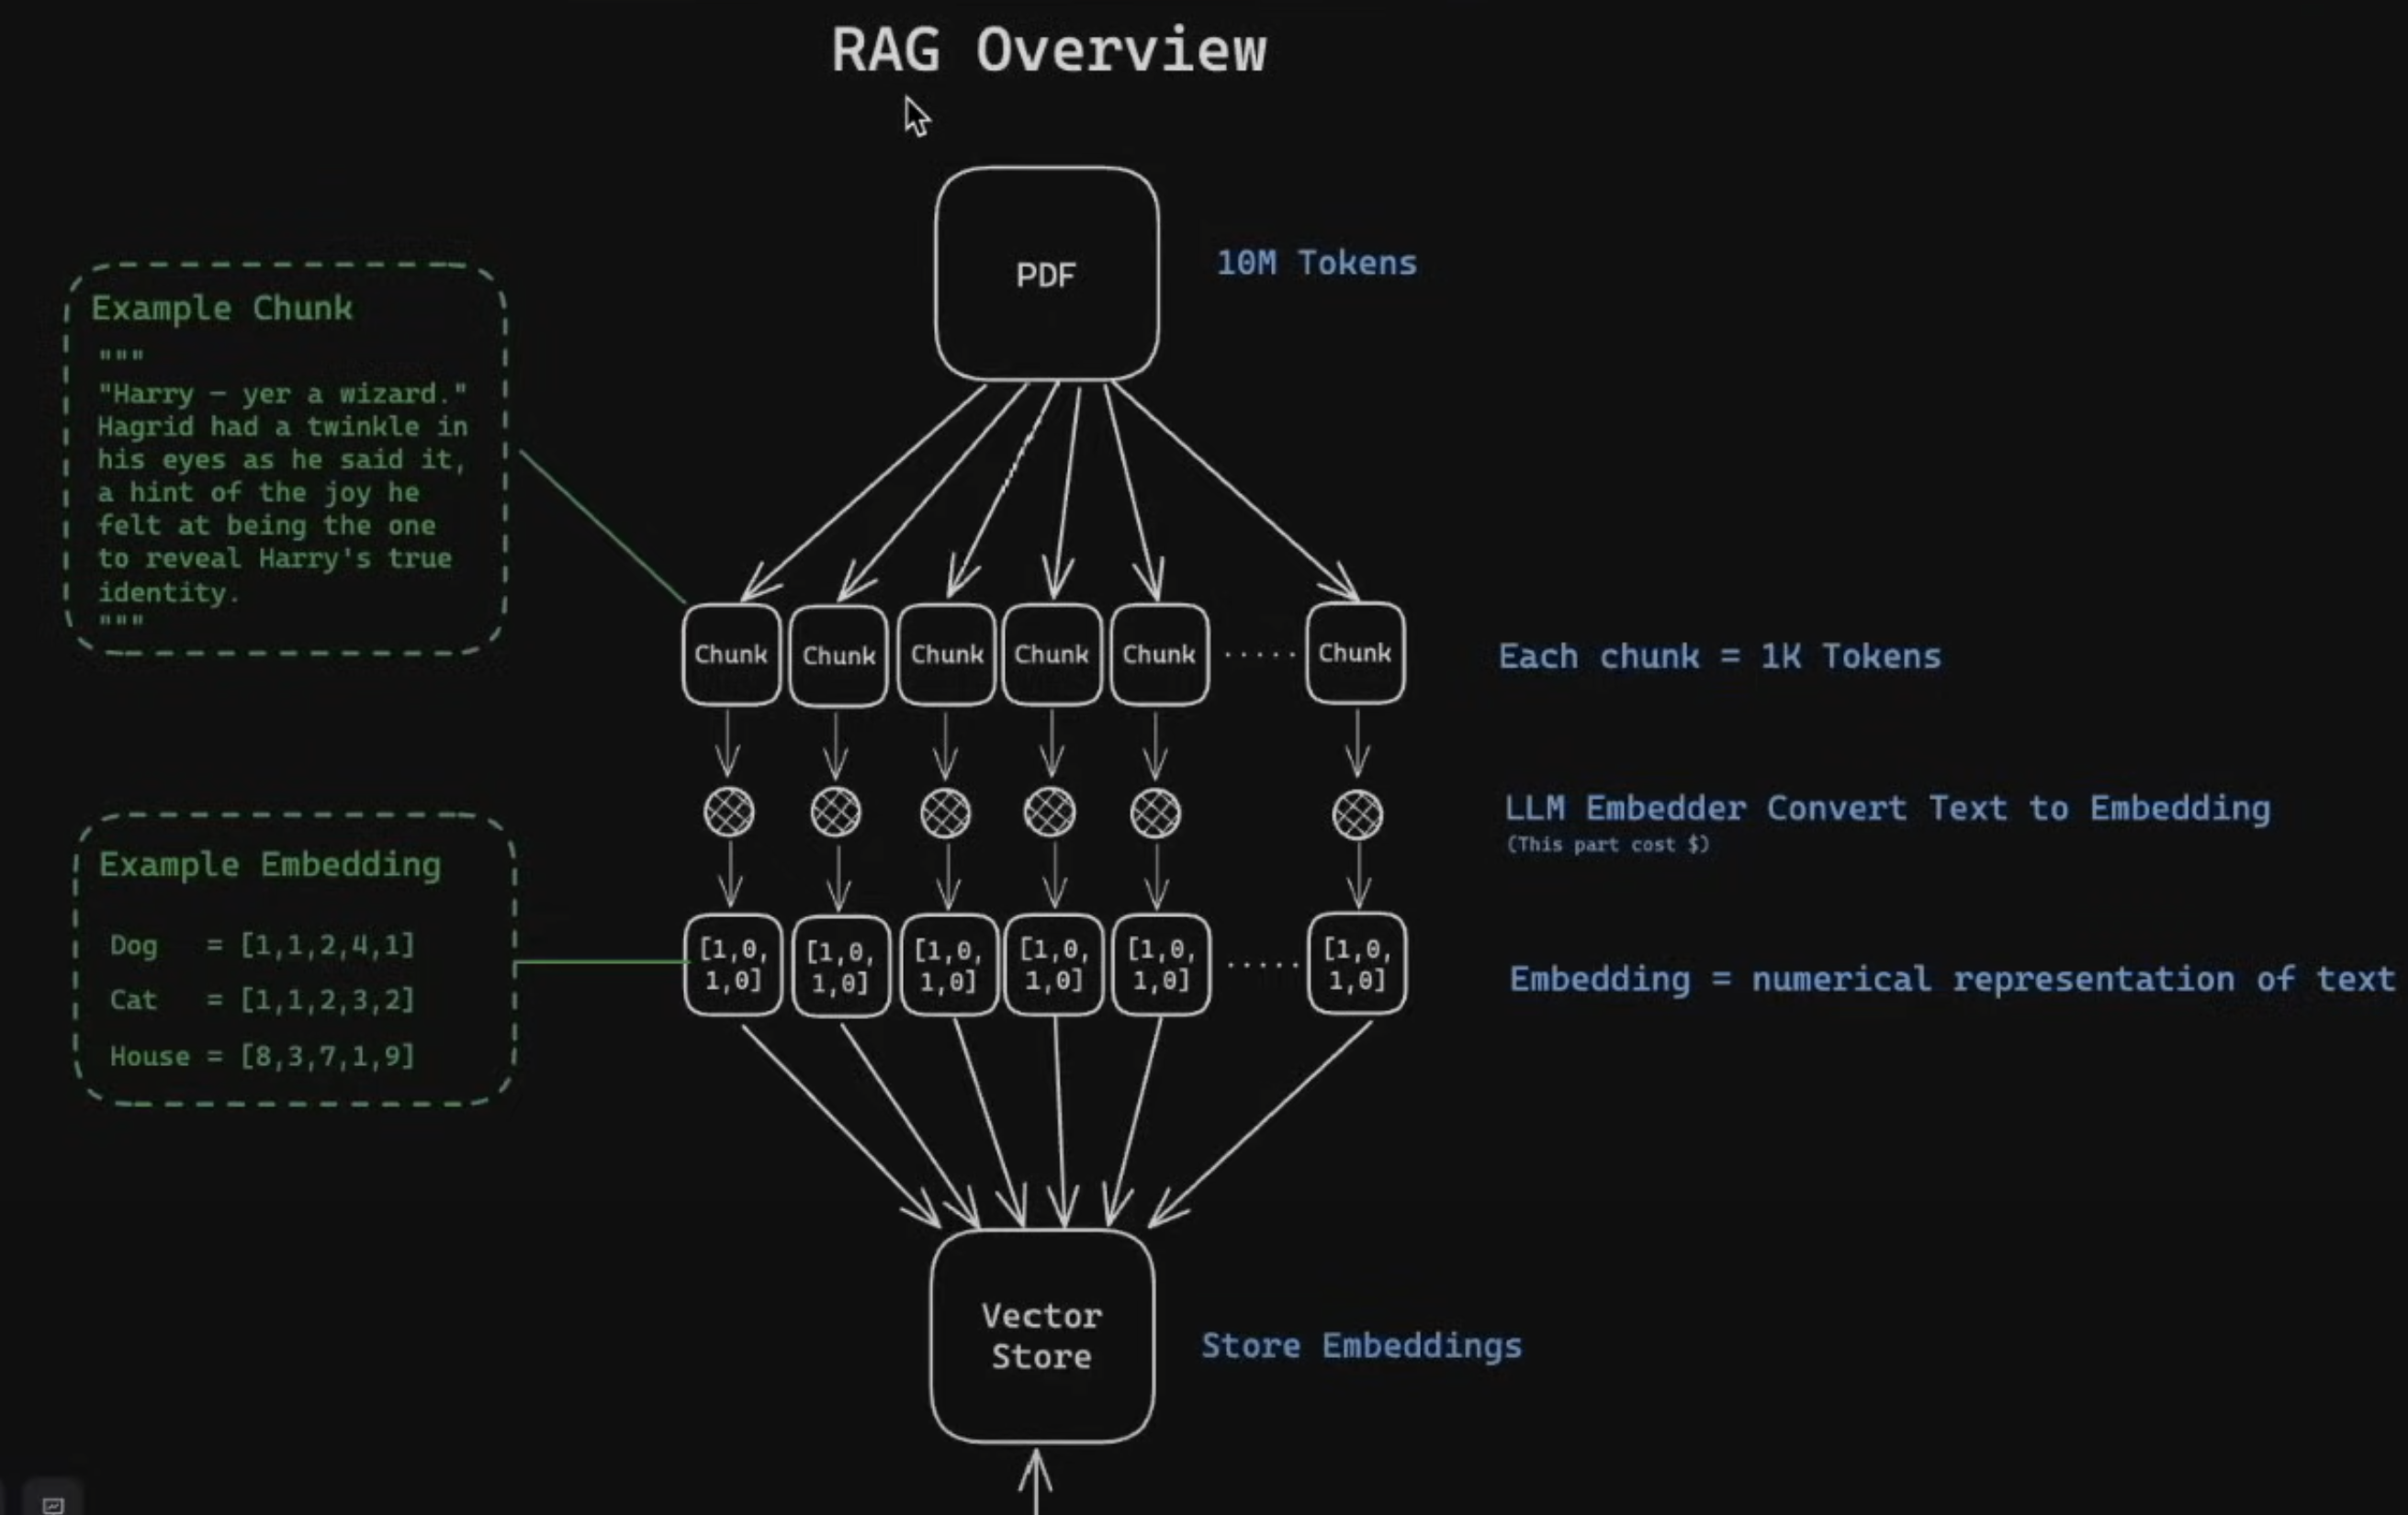 RAG Overview
PDF
10M Tokens
Example Chunk
"""
"Harry — yer a wizard."
Hagrid had a twinkle in
his eyes as he said it,
a hint of the joy he
felt at being the one
to reveal Harry's true
identity.
"""
Chunk
Chunk
Chunk
Chunk
Chunk
.....
Chunk
Each chunk = 1K Tokens
LLM Embedder Convert Text to Embedding
(This part cost $)
Example Embedding
Dog = [1,1,2,4,1]
Cat = [1,1,2,3,2]
House = [8,3,7,1,9]
[1,0,
1,0]
[1,0,
1,0]
[1,0,
1,0]
[1,0,
1,0]
[1,0,
1,0]
.....
[1,0,
1,0]
Embedding = numerical representation of text
Vector
Store
Store Embeddings